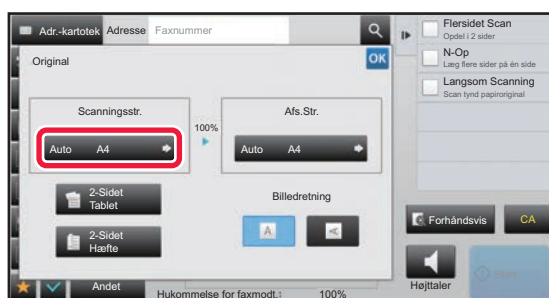 Adr.-kartotek Adresse Faxnummer
Original
OK
Scanningsstr.
Auto A4
100%
Afs.Str.
Auto A4
2-Sidet
Tablet
2-Sidet
Hæfte
Billedretning
A
A
Andet
Hukommelse for faxmodt.: 100%
Flersidet Scan
Opdel i 2 sider
N-Op
Læg flere sider på én side
Langsom Scanning
Scan tynd papiroriginal
Forhåndsvis
CA
Højttaler
Start